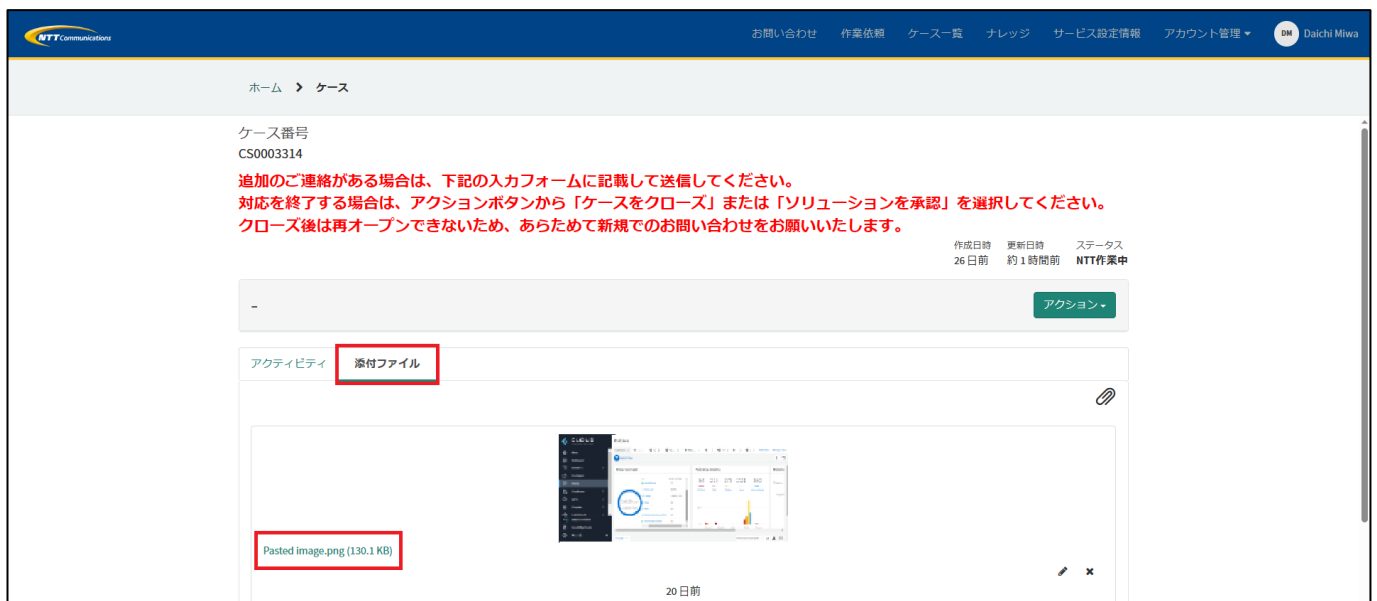 NTT Communications
お問い合わせ 作業依頼 ケース一覧 ナレッジ サービス設定情報 アカウント管理 DM Daichi Miwa
ホーム > ケース
ケース番号
CS0003314
追加のご連絡がある場合は、下記の入力フォームに記載して送信してください。
対応を終了する場合は、アクションボタンから「ケースをクローズ」または「ソリューションを承認」を選択してください。
クローズ後は再オープンできないため、あらためて新規でのお問い合わせをお願いいたします。
作成日時 更新日時 ステータス
26日前 約1時間前 NTT作業中
–
アクション
アクティビティ 添付ファイル
Pasted image.png (130.1 KB)
20日前